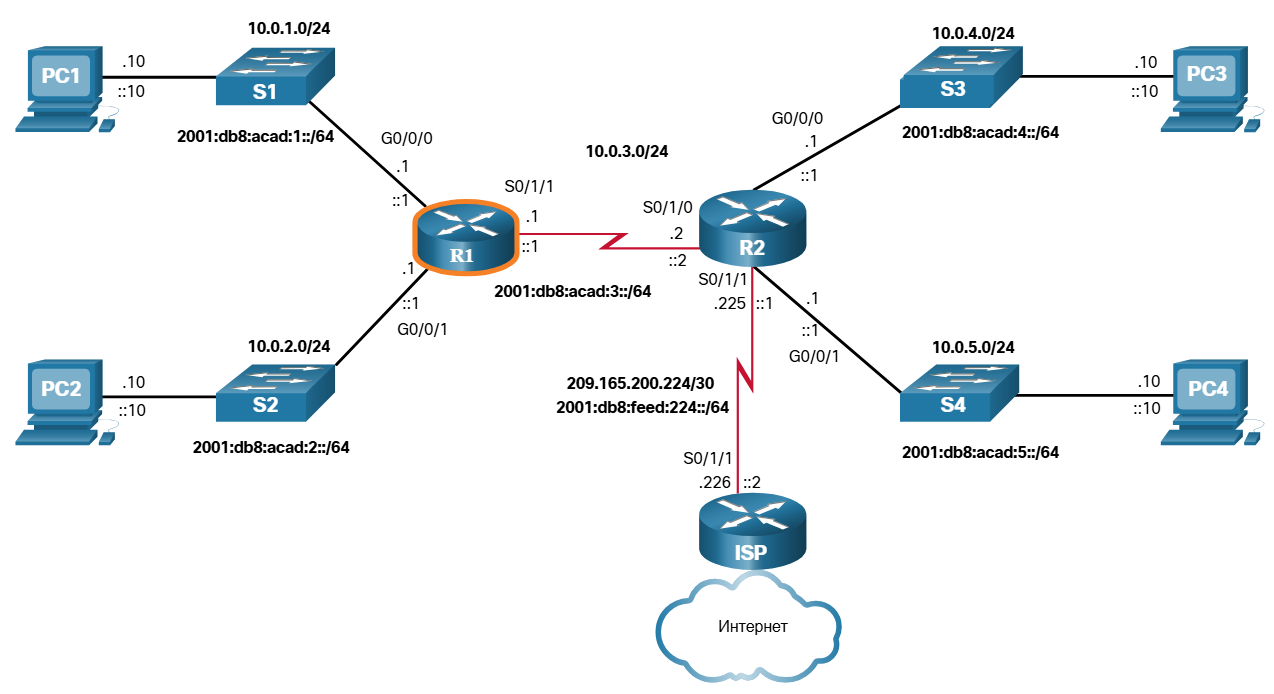 10.0.1.0/24
PC1
.10
::10
S1
2001:db8:acad:1::/64
G0/0/0
.1
::1
10.0.3.0/24
S0/1/1
.1
::1
R1
.1
::1
G0/0/1
2001:db8:acad:3::/64
10.0.2.0/24
PC2
.10
::10
S2
2001:db8:acad:2::/64
10.0.4.0/24
S3
.10
::10
PC3
2001:db8:acad:4::/64
G0/0/0
.1
::1
S0/1/0
.2
::2
R2
S0/1/1
.225
::1
.1
::1
G0/0/1
10.0.5.0/24
S4
.10
::10
PC4
2001:db8:acad:5::/64
209.165.200.224/30
2001:db8:feed:224::/64
S0/1/1
.226
::2
ISP
Интернет